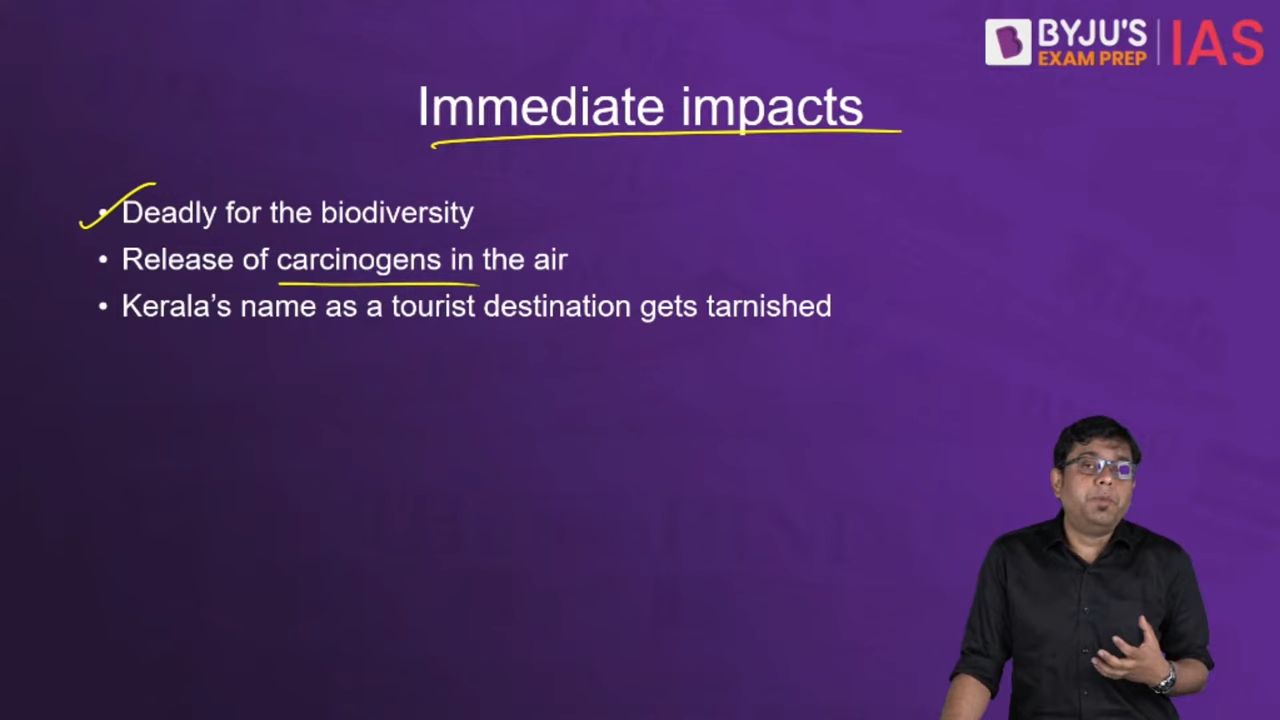 BYJU'S
EXAM PREP
IAS
Immediate impacts
• Deadly for the biodiversity
• Release of carcinogens in the air
• Kerala's name as a tourist destination gets tarnished